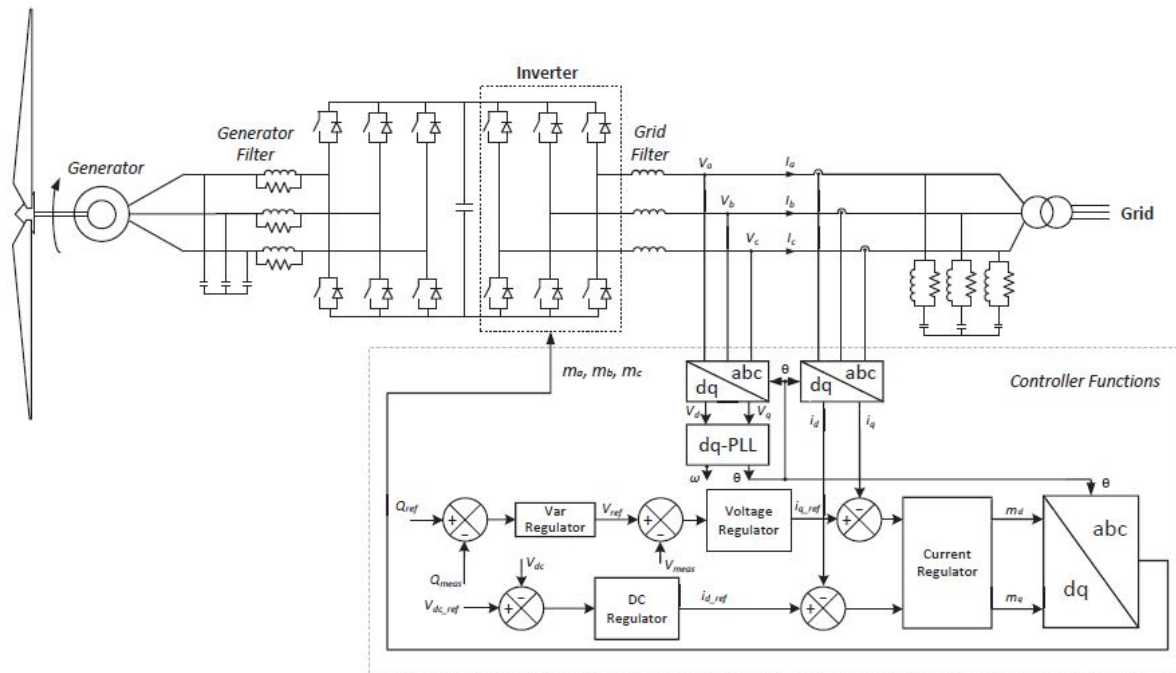 Inverter
Generator
Filter
Grid
Filter
Generator
Va
Ia
Vb
Ib
Vc
Ic
Grid
ma, mb, mc
abc
dq
θ
abc
dq
Controller Functions
Vd
Vq
id
iq
dq-PLL
ω
θ
θ
Qref
+
−
Var
Regulator
Vref
+
−
Voltage
Regulator
iq_ref
+
−
md
abc
dq
Qmeas
Vdc
Vmeas
Current
Regulator
Vdc_ref
+
−
DC
Regulator
id_ref
+
−
mq